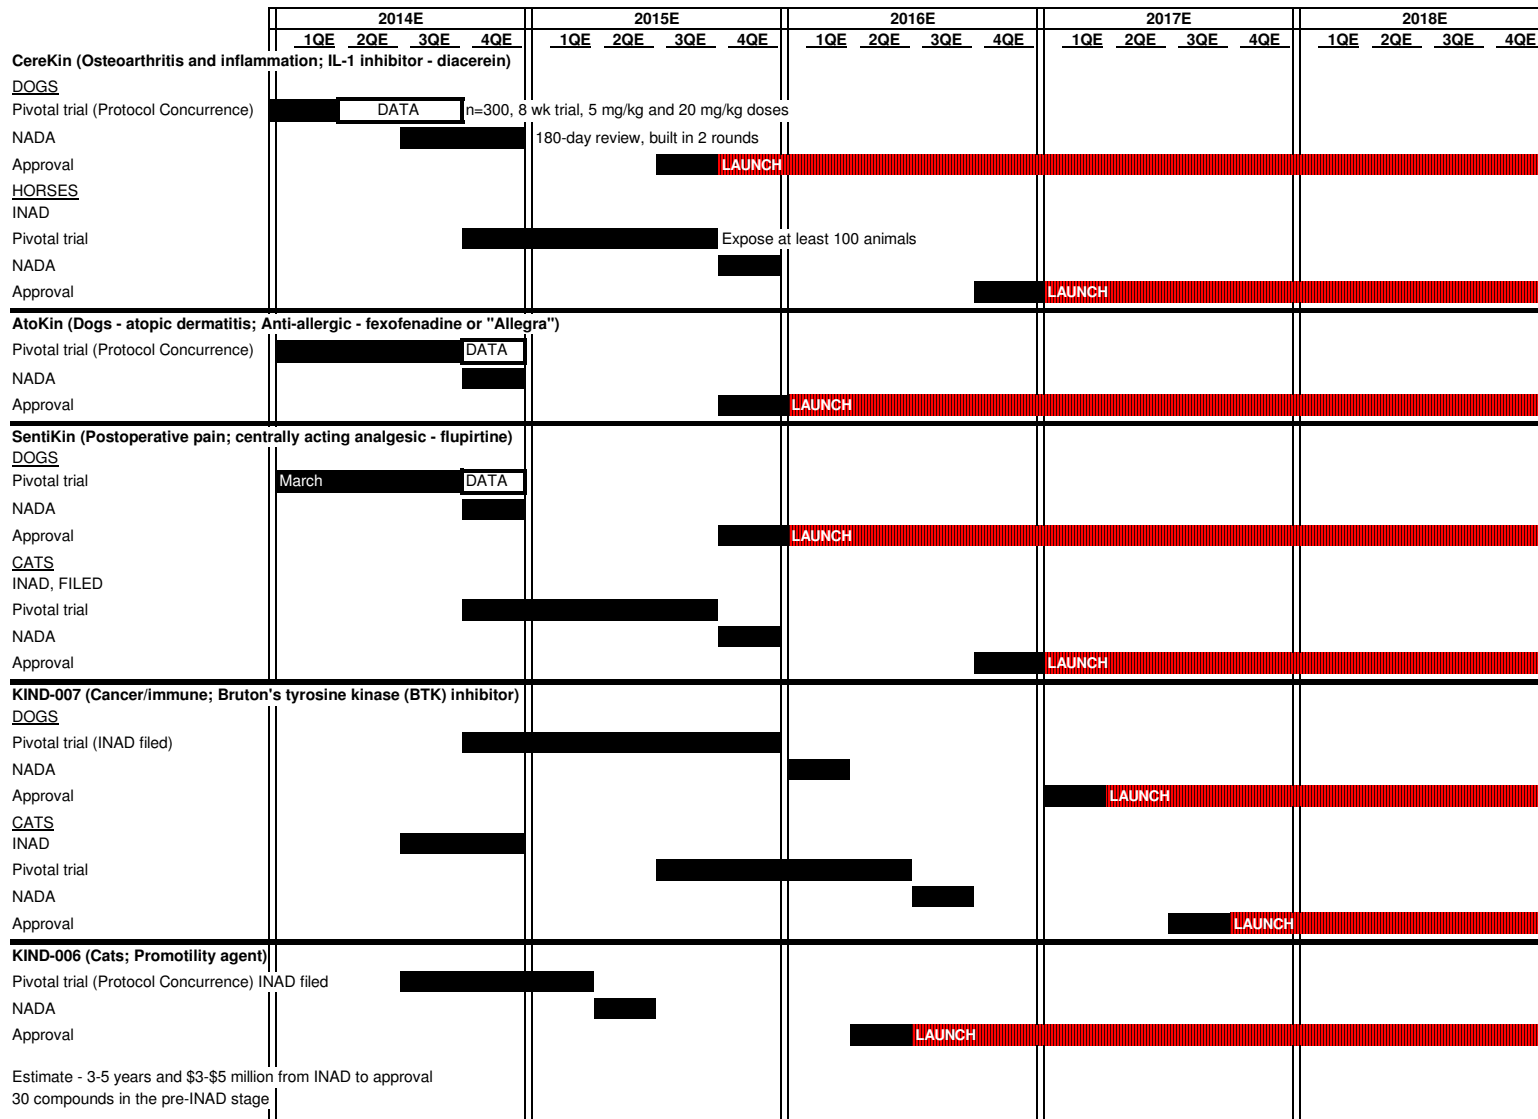 2014E 2015E 2016E 2017E 2018E
1QE 2QE 3QE 4QE 1QE 2QE 3QE 4QE 1QE 2QE 3QE 4QE 1QE 2QE 3QE 4QE 1QE 2QE 3QE 4QE
CereKin (Osteoarthritis and inflammation; IL-1 inhibitor - diacerein)
DOGS
Pivotal trial (Protocol Concurrence) DATA n=300, 8 wk trial, 5 mg/kg and 20 mg/kg doses
NADA 180-day review, built in 2 rounds
Approval LAUNCH
HORSES
INAD
Pivotal trial Expose at least 100 animals
NADA
Approval LAUNCH
AtoKin (Dogs - atopic dermatitis; Anti-allergic - fexofenadine or "Allegra")
Pivotal trial (Protocol Concurrence) DATA
NADA
Approval LAUNCH
SentiKin (Postoperative pain; centrally acting analgesic - flupirtine)
DOGS
Pivotal trial March DATA
NADA
Approval LAUNCH
CATS
INAD, FILED
Pivotal trial
NADA
Approval LAUNCH
KIND-007 (Cancer/immune; Bruton's tyrosine kinase (BTK) inhibitor)
DOGS
Pivotal trial (INAD filed)
NADA
Approval LAUNCH
CATS
INAD
Pivotal trial
NADA
Approval LAUNCH
KIND-006 (Cats; Promotility agent)
Pivotal trial (Protocol Concurrence) INAD filed
NADA
Approval LAUNCH
Estimate - 3-5 years and $3-$5 million from INAD to approval
30 compounds in the pre-INAD stage